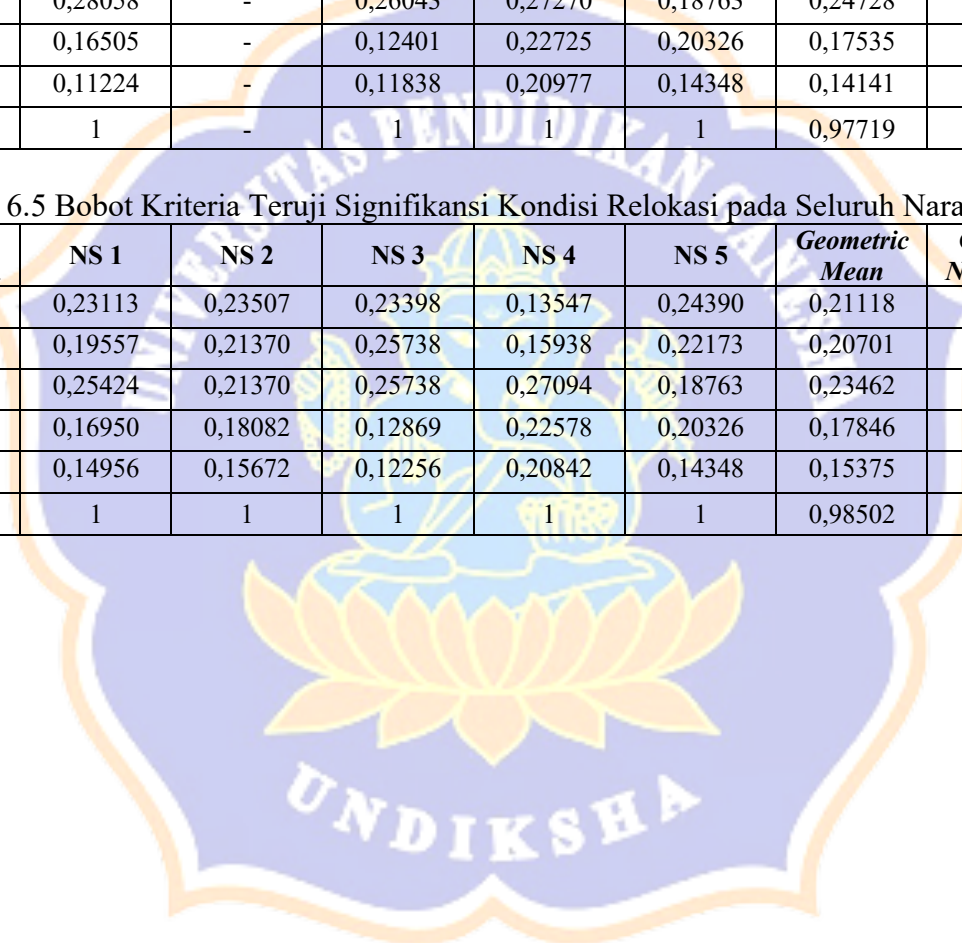 0,28058 - 0,26043 0,27270 0,18763 0,24728
0,16505 - 0,12401 0,22725 0,20326 0,17535
0,11224 - 0,11838 0,20977 0,14348 0,14141
1 - 1 1 1 0,97719
6.5 Bobot Kriteria Teruji Signifikansi Kondisi Relokasi pada Seluruh Nara
NS 1 NS 2 NS 3 NS 4 NS 5 Geometric Mean
0,23113 0,23507 0,23398 0,13547 0,24390 0,21118
0,19557 0,21370 0,25738 0,15938 0,22173 0,20701
0,25424 0,21370 0,25738 0,27094 0,18763 0,23462
0,16950 0,18082 0,12869 0,22578 0,20326 0,17846
0,14956 0,15672 0,12256 0,20842 0,14348 0,15375
1 1 1 1 1 0,98502
UNIVERSITAS PENDIDIKAN GANESHA
UNDIKSHA